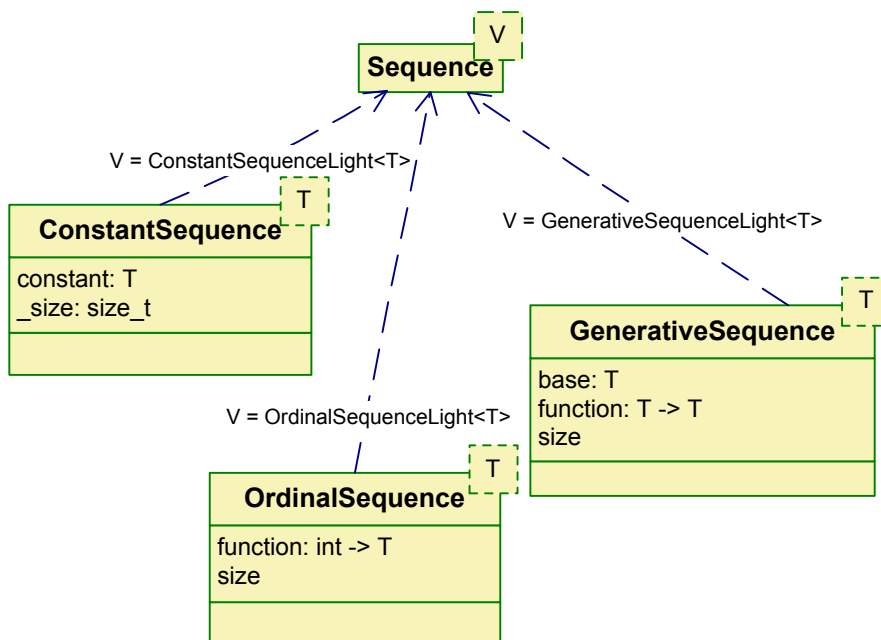 V
Sequence
V = ConstantSequenceLight<T>
T
ConstantSequence
constant: T
_size: size_t
V = GenerativeSequenceLight<T>
T
GenerativeSequence
base: T
function: T -> T
size
V = OrdinalSequenceLight<T>
T
OrdinalSequence
function: int -> T
size